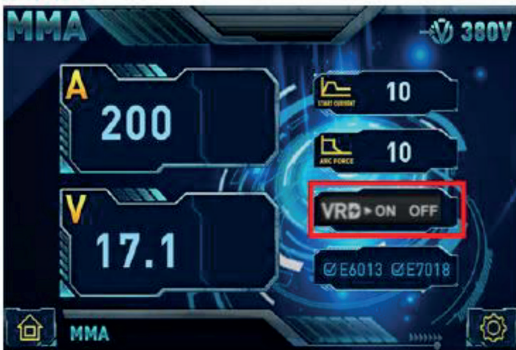 MMA
380V
A
200
START CURRENT
10
ARC FORCE
10
V
17.1
VRD ▸ ON OFF
☑ E6013 ☑ E7018
MMA